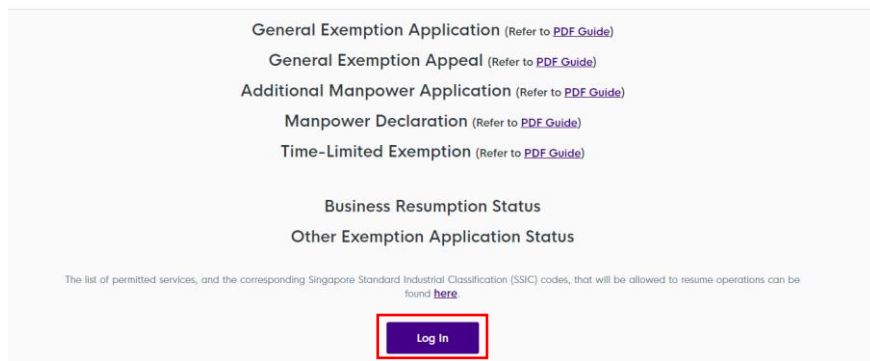 General Exemption Application (Refer to PDF Guide)
General Exemption Appeal (Refer to PDF Guide)
Additional Manpower Application (Refer to PDF Guide)
Manpower Declaration (Refer to PDF Guide)
Time-Limited Exemption (Refer to PDF Guide)
Business Resumption Status
Other Exemption Application Status
The list of permitted services, and the corresponding Singapore Standard Industrial Classification (SSIC) codes, that will be allowed to resume operations can be
found here.
Log In